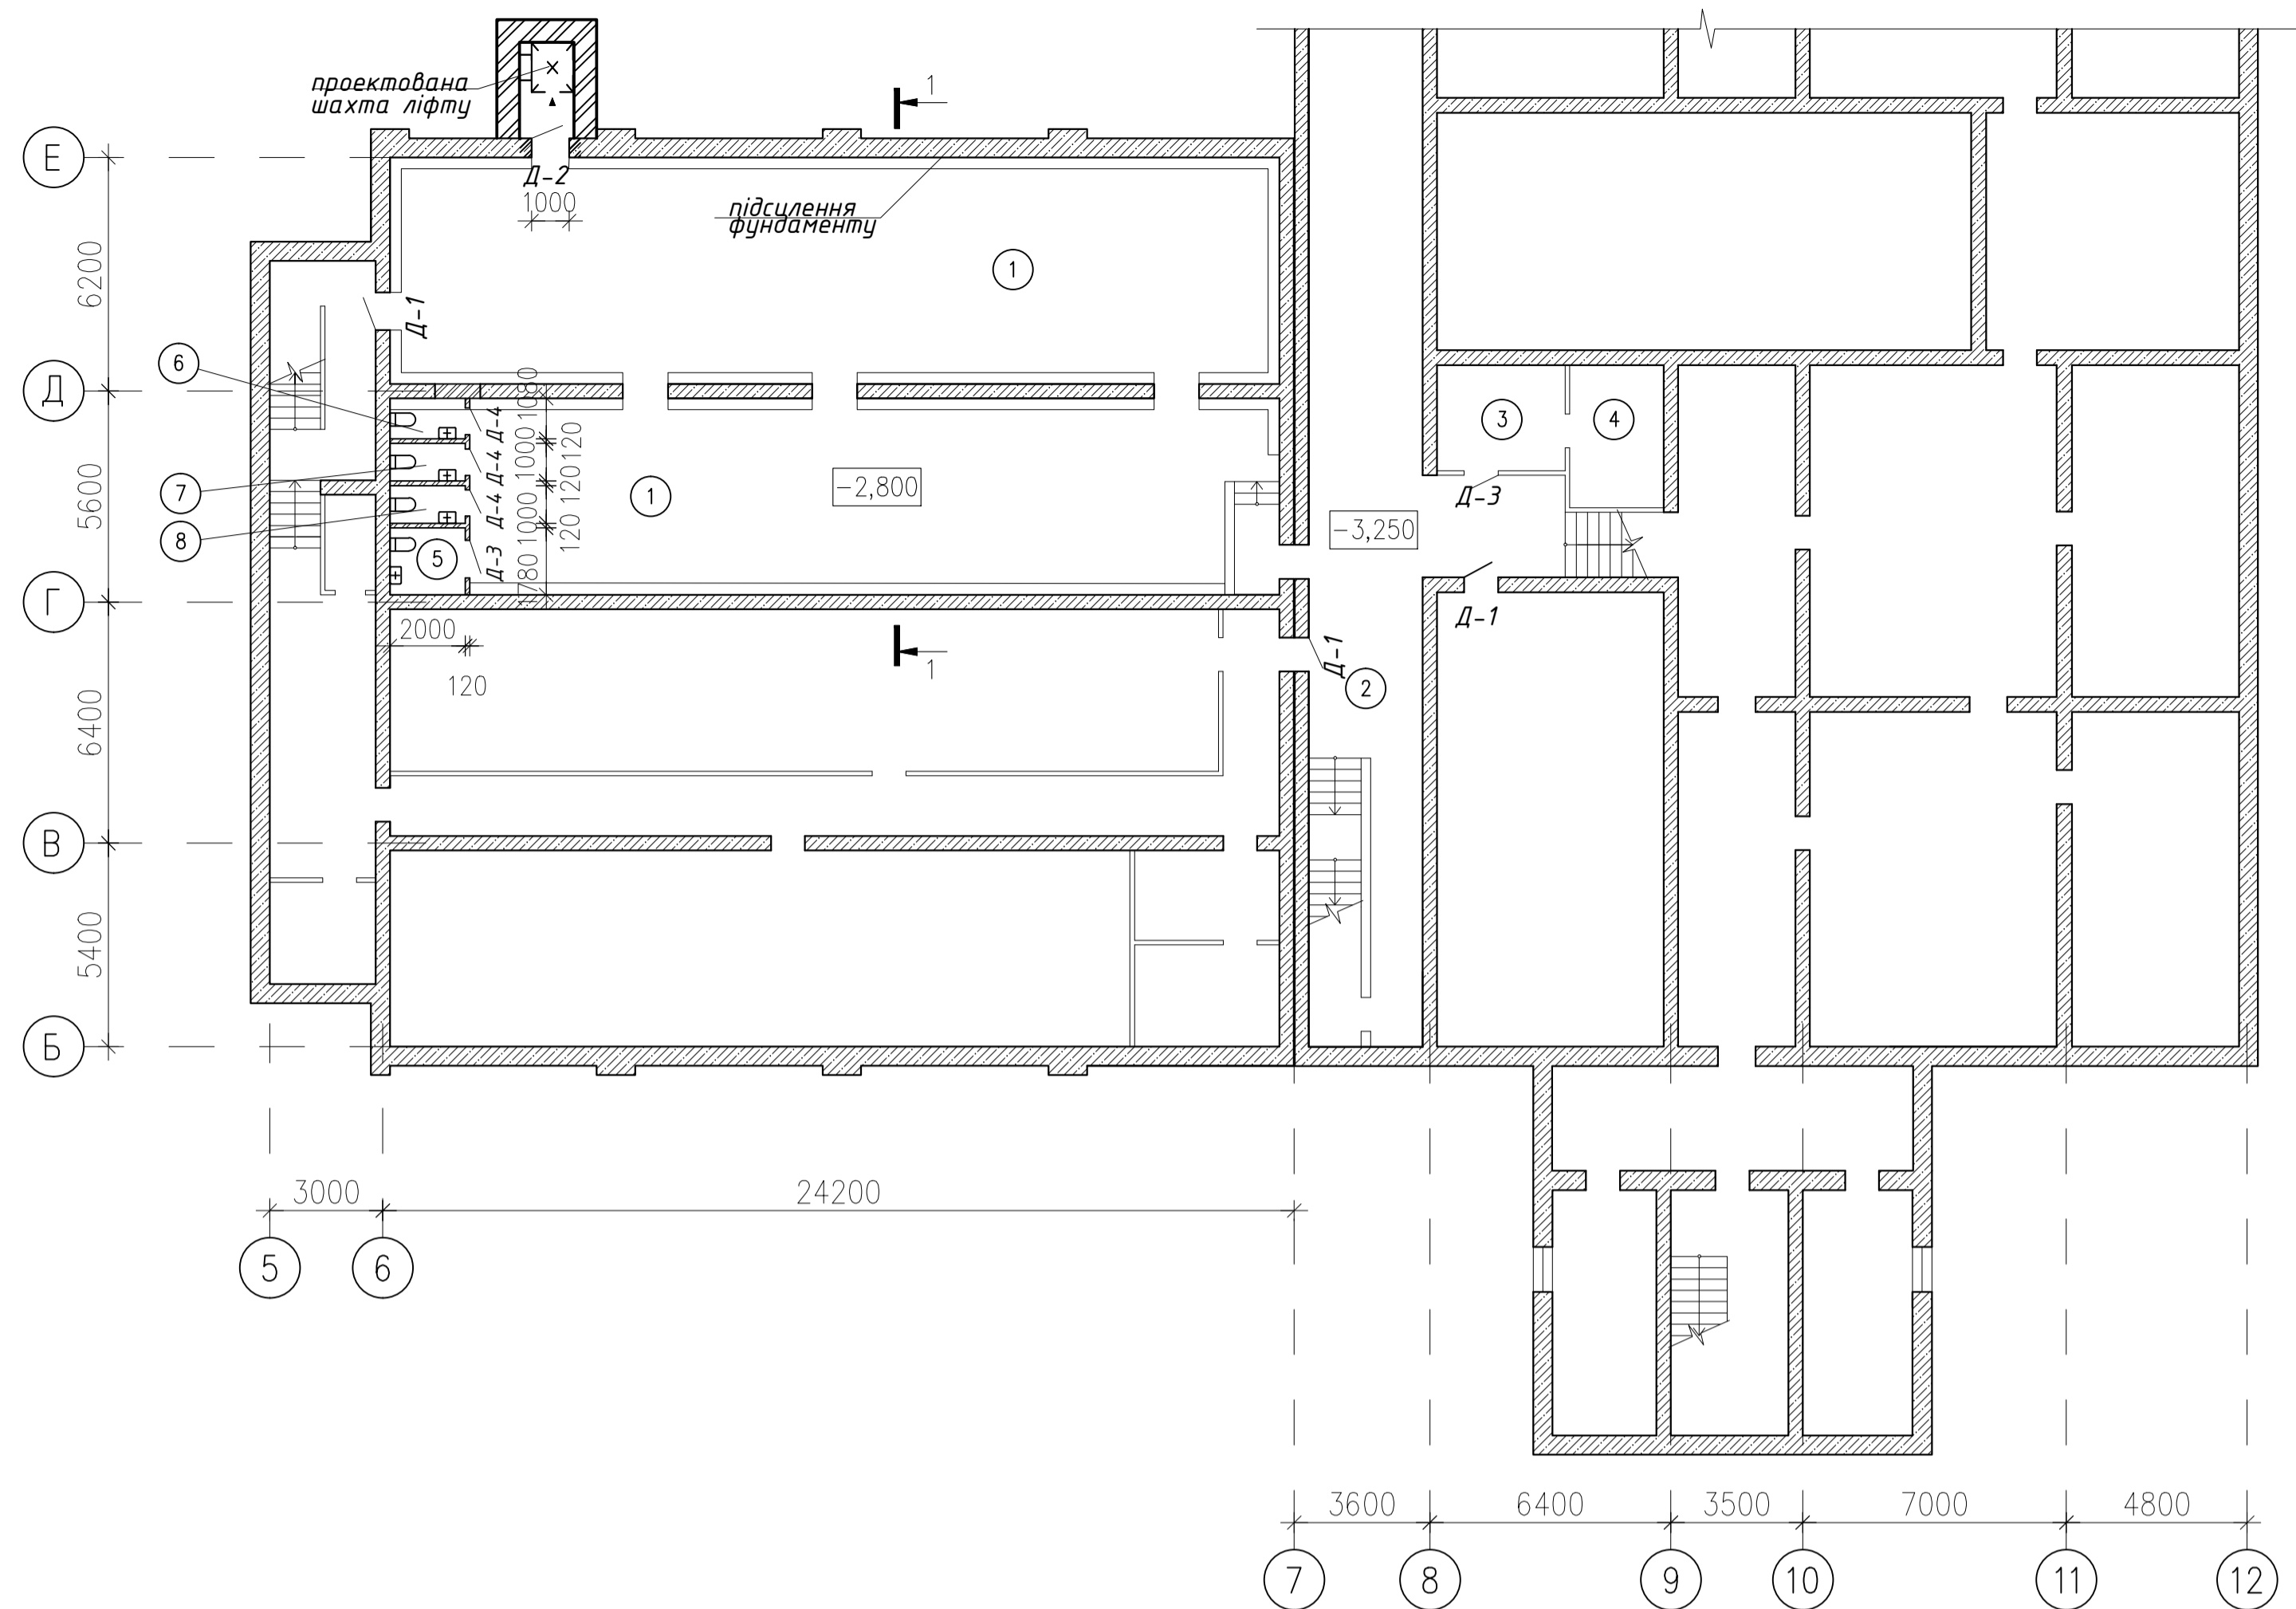 1
проектована
шахта ліфту
Е
Д-2
1000
підсилення
фундаменту
1
6200
Д-1
6
Д
1080
Д-4
3
4
120
1000
Д-4
120
7
1
-2,800
Д-3
5600
1000
Д-4
120
-3,250
8
5
Д-3
1780
Г
Д-1
2000
1
Д-1
120
2
6400
В
5400
Б
3000
24200
5
6
3600
6400
3500
7000
4800
7
8
9
10
11
12